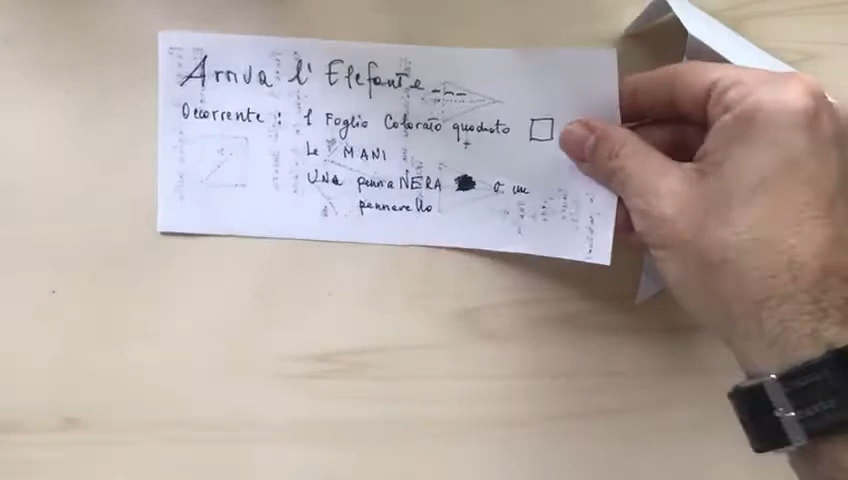 Arriva l'Elefante...
Occorrente: 1 Foglio Colorato quadrato
+
Le MANI
UNA penna NERA o un
pennarello